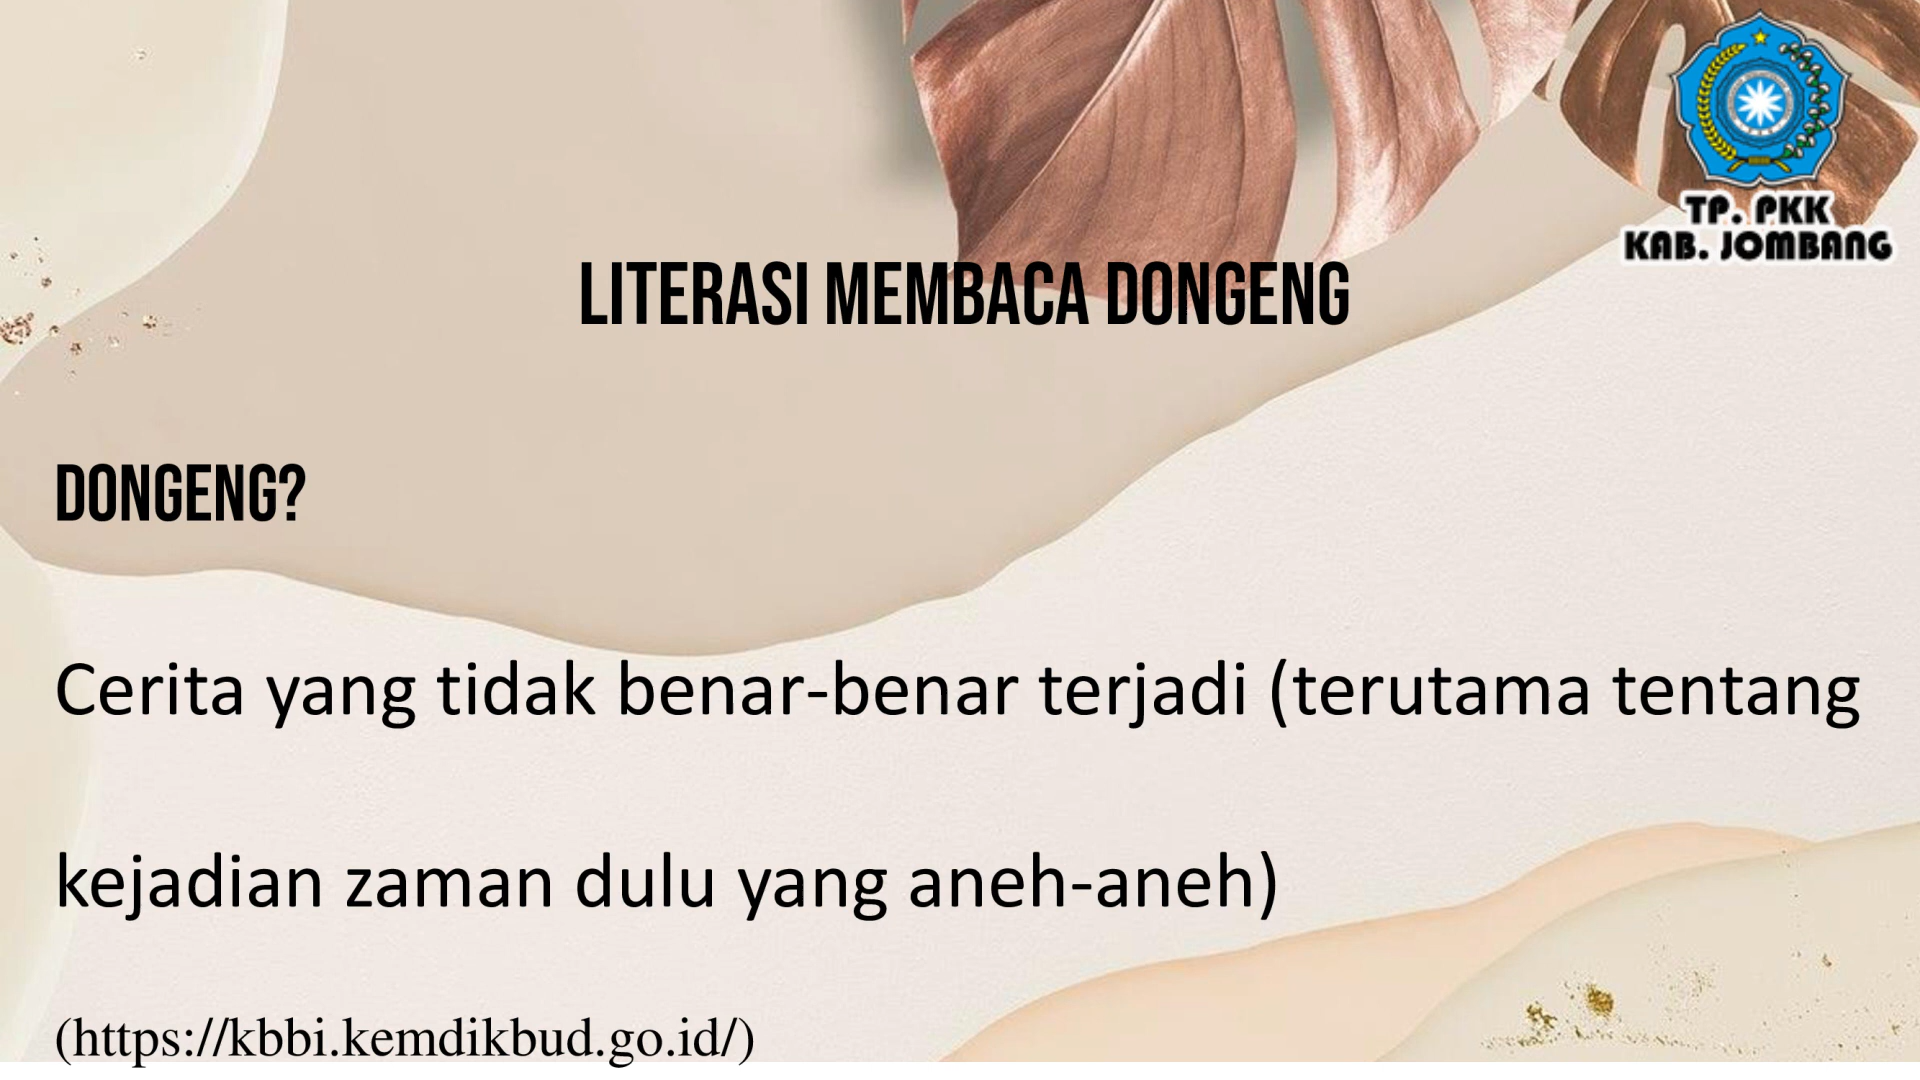 TP. PKK
KAB. JOMBANG
LITERASI MEMBACA DONGENG
DONGENG?
Cerita yang tidak benar-benar terjadi (terutama tentang
kejadian zaman dulu yang aneh-aneh)
(https://kbbi.kemdikbud.go.id/)